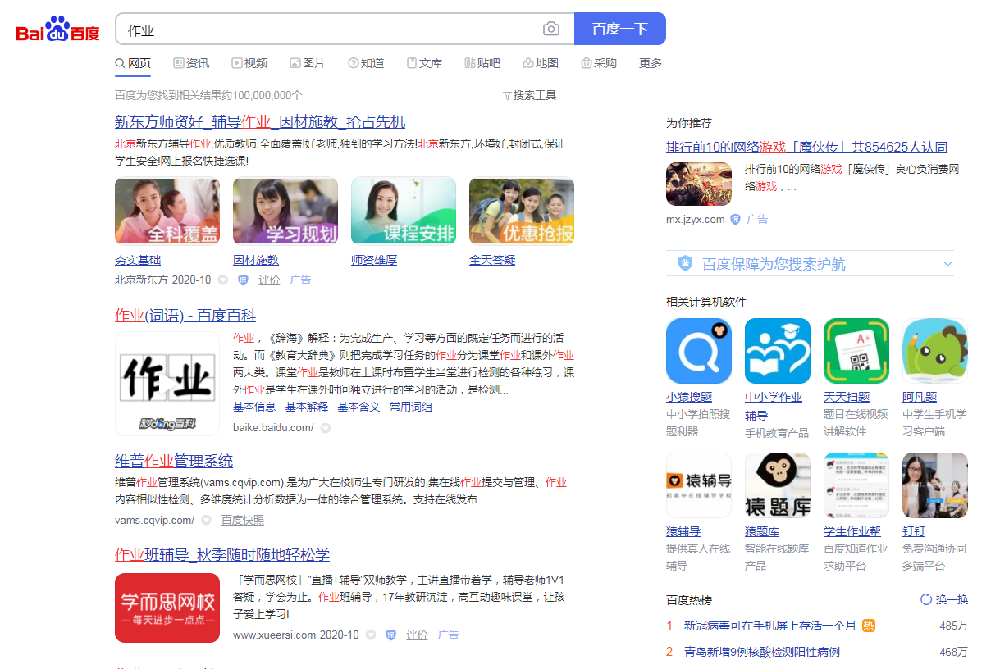 Bai du 百度
作业
百度一下
网页 资讯 视频 图片 知道 文库 贴吧 地图 采购 更多
百度为您找到相关结果约100,000,000个
搜索工具
新东方师资好_辅导作业_因材施教_抢占先机
北京新东方辅导作业,优质教师,全面覆盖!好老师,独到的学习方法!北京新东方,环境好,封闭式,保证
学生安全!网上报名快捷选课!
全科覆盖 学习规划 课程安排 优惠抢报
夯实基础 因材施教 师资雄厚 全天答疑
北京新东方 2020-10 保 评价 广告
作业(词语) - 百度百科
作业
秒dong百科
作业，《辞海》解释：为完成生产、学习等方面的既定任务而进行的活
动。而《教育大辞典》则把完成学习任务的作业分为课堂作业和课外作业
两大类。课堂作业是教师在上课时布置学生当堂进行检测的各种练习，课
外作业是学生在课外时间独立进行的学习的活动，是检测...
基本信息 基本解释 基本含义 常用词组
baike.baidu.com/
维普作业管理系统
维普作业管理系统(vams.cqvip.com),是为广大在校师生专门研发的,集在线作业提交与管理、作业
内容相似性检测、多维度统计分析数据为一体的综合管理系统。支持在线发布...
vams.cqvip.com/ 百度快照
作业班辅导_秋季随时随地轻松学
学而思网校
每天进步一点点
「学而思网校」"直播+辅导"双师教学，主讲直播带着学，辅导老师1V1
答疑，学会为止。作业班辅导，17年教研沉淀，高互动趣味课堂，让孩
子爱上学习!
www.xueersi.com 2020-10 保 评价 广告
为你推荐
排行前10的网络游戏「魔侠传」共854625人认同
排行前10的网络游戏「魔侠传」良心负消费网
络游戏，...
mx.jzyx.com 保 广告
百度保障为您搜索护航
相关计算机软件
A+
小猿搜题 中小学作业 天天扫题 阿凡题
辅导
中小学拍照搜 题目在线视频 中学生手机学
题利器 手机教育产品 讲解软件 习客户端
猿辅导
初高中在线辅导学校
猿题库
猿辅导 猿题库 学生作业帮 钉钉
提供真人在线 智能在线题库 百度知道作业 免费沟通协同
辅导 产品 求助平台 多端平台
百度热榜 换一换
1 新冠病毒可在手机屏上存活一个月 热 485万
2 青岛新增9例核酸检测阳性病例 468万